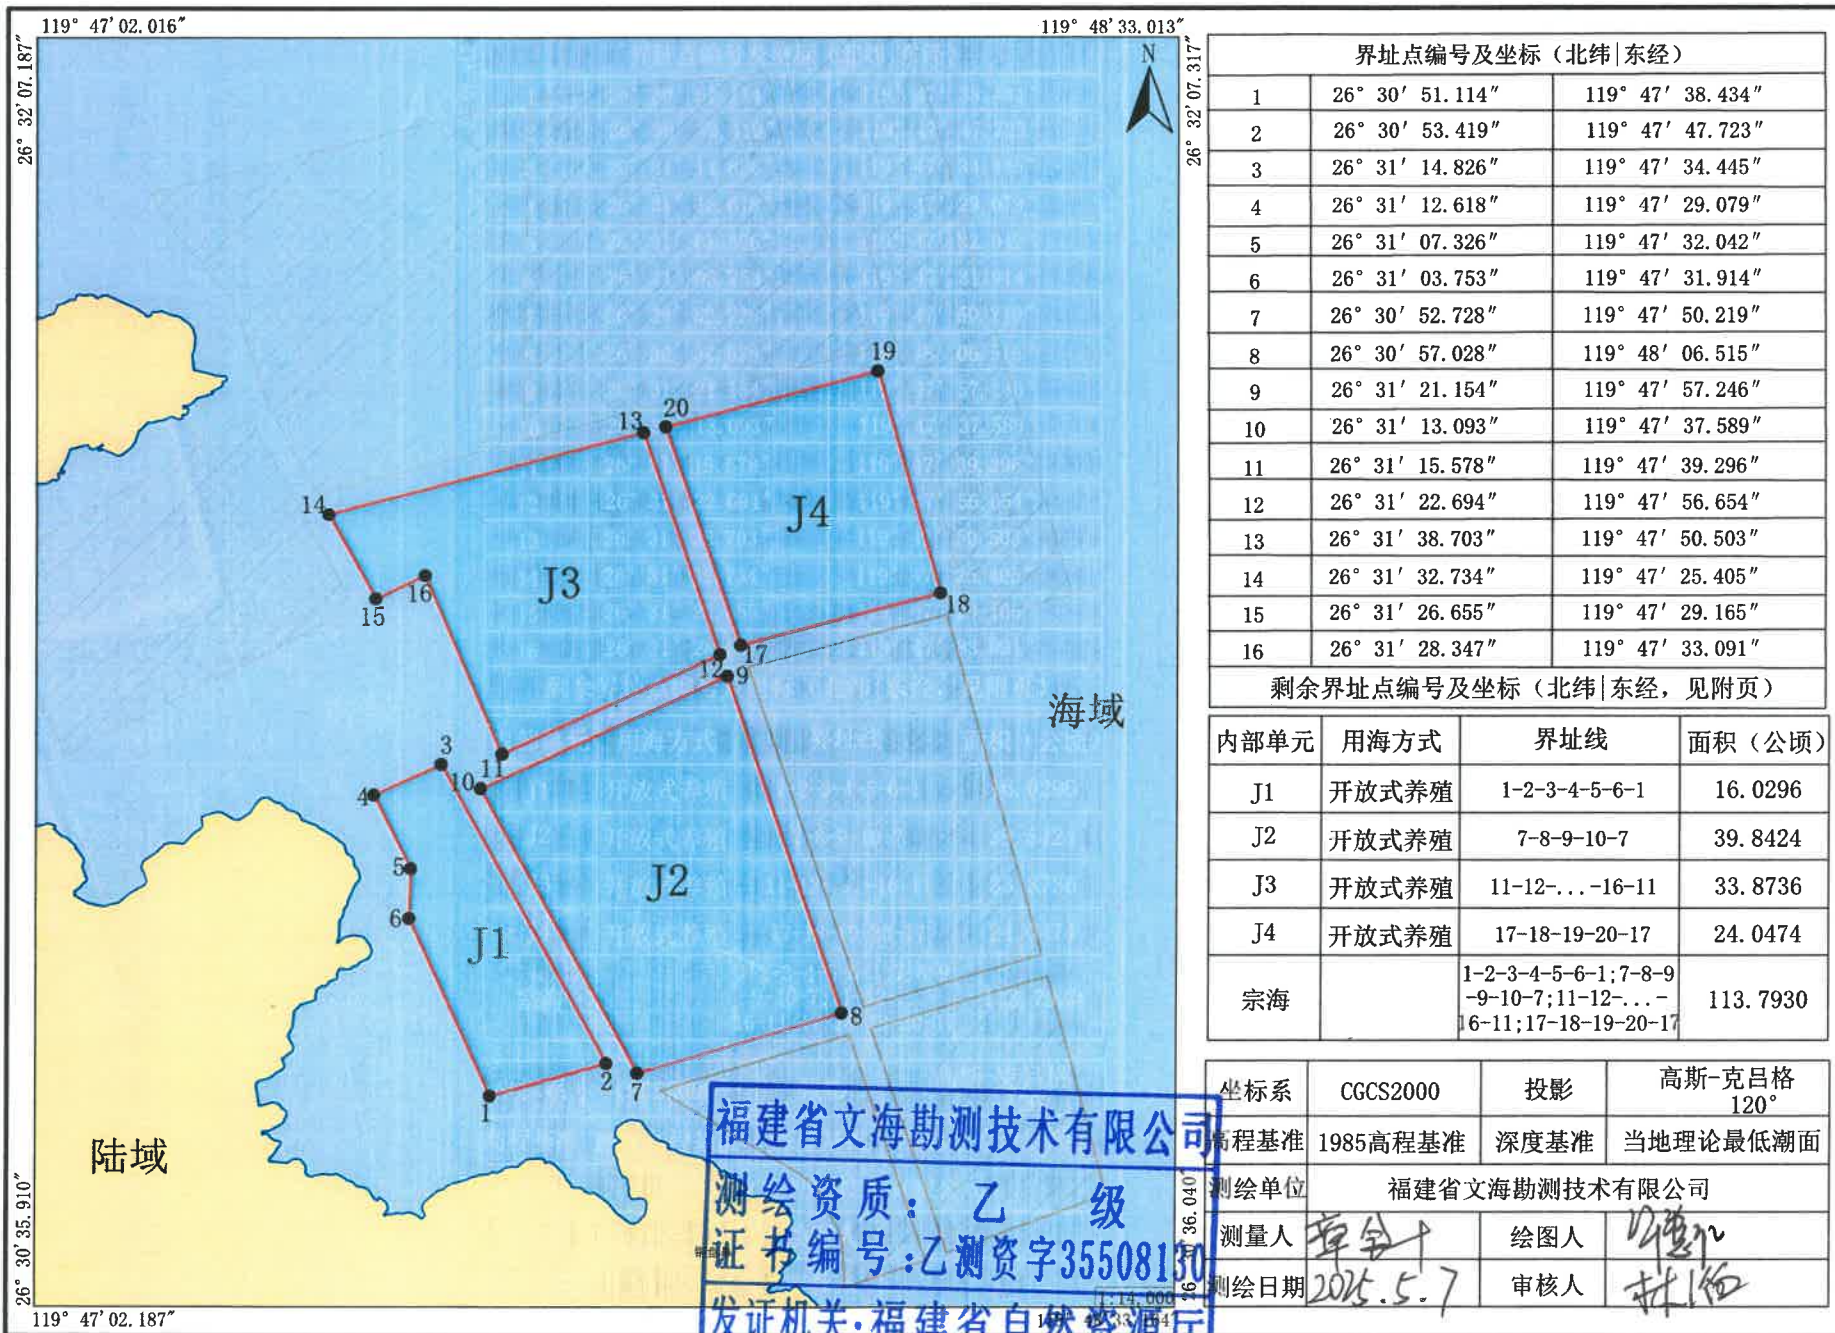 119° 47′ 02.016″
119° 48′ 33.013″
26° 32′ 07.187″
26° 32′ 07.317″
N
19
20
13
14
J4
J3
16
15
18
17
12
9
海域
3
11
10
4
5
J2
6
J1
8
2
7
1
陆域
26° 30′ 35.910″
119° 47′ 02.187″
1:14,000
福建省文海勘测技术有限公司
测绘资质：乙 级
证书编号:乙测资字35508130
发证机关:福建省自然资源厅
界址点编号及坐标（北纬|东经）
1 26° 30′ 51.114″ 119° 47′ 38.434″
2 26° 30′ 53.419″ 119° 47′ 47.723″
3 26° 31′ 14.826″ 119° 47′ 34.445″
4 26° 31′ 12.618″ 119° 47′ 29.079″
5 26° 31′ 07.326″ 119° 47′ 32.042″
6 26° 31′ 03.753″ 119° 47′ 31.914″
7 26° 30′ 52.728″ 119° 47′ 50.219″
8 26° 30′ 57.028″ 119° 48′ 06.515″
9 26° 31′ 21.154″ 119° 47′ 57.246″
10 26° 31′ 13.093″ 119° 47′ 37.589″
11 26° 31′ 15.578″ 119° 47′ 39.296″
12 26° 31′ 22.694″ 119° 47′ 56.654″
13 26° 31′ 38.703″ 119° 47′ 50.503″
14 26° 31′ 32.734″ 119° 47′ 25.405″
15 26° 31′ 26.655″ 119° 47′ 29.165″
16 26° 31′ 28.347″ 119° 47′ 33.091″
剩余界址点编号及坐标（北纬|东经，见附页）
内部单元 用海方式 界址线 面积（公顷）
J1 开放式养殖 1-2-3-4-5-6-1 16.0296
J2 开放式养殖 7-8-9-10-7 39.8424
J3 开放式养殖 11-12-...-16-11 33.8736
J4 开放式养殖 17-18-19-20-17 24.0474
宗海 1-2-3-4-5-6-1;7-8-9
-9-10-7;11-12-...-
16-11;17-18-19-20-17 113.7930
坐标系 CGCS2000 投影 高斯-克吕格
120°
高程基准 1985高程基准 深度基准 当地理论最低潮面
测绘单位 福建省文海勘测技术有限公司
测量人 绘图人
测绘日期 2025.5.7 审核人